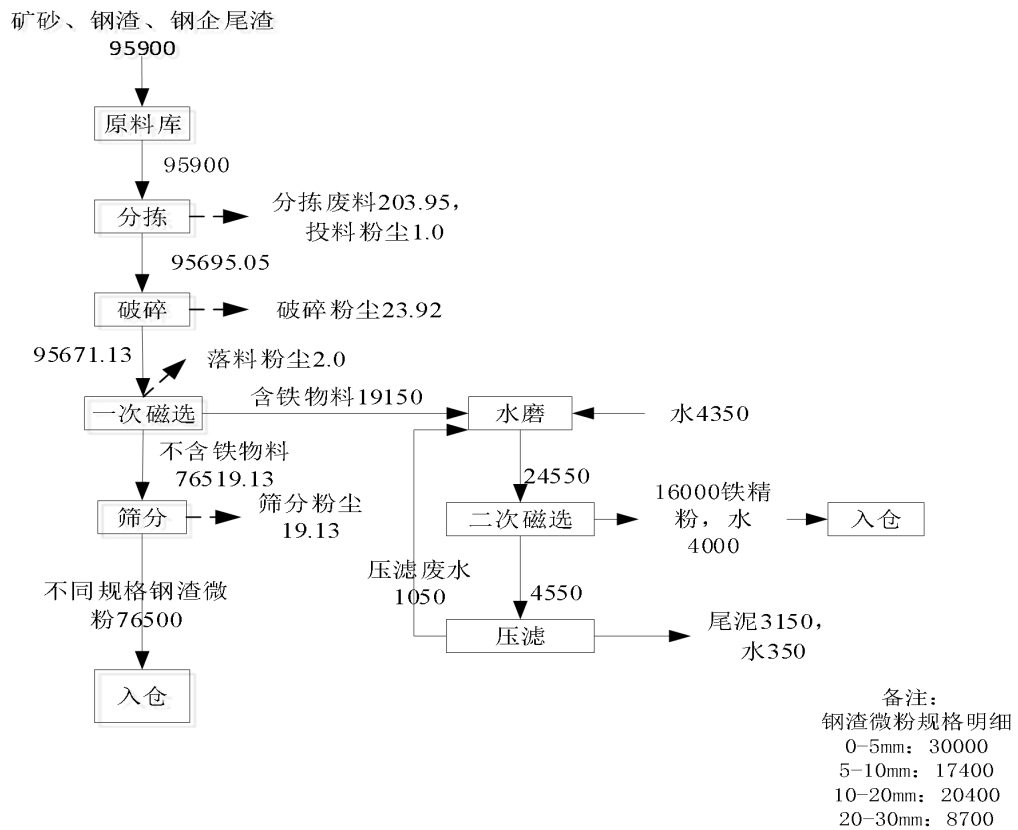 矿砂、钢渣、钢企尾渣
95900
原料库
95900
分拣
分拣废料203.95，
投料粉尘1.0
95695.05
破碎
破碎粉尘23.92
95671.13
落料粉尘2.0
一次磁选
含铁物料19150
水磨
水4350
不含铁物料
76519.13
24550
筛分
筛分粉尘
19.13
二次磁选
16000铁精
粉，水
4000
入仓
压滤废水
1050
4550
不同规格钢渣微
粉76500
压滤
尾泥3150，
水350
入仓
备注：
钢渣微粉规格明细
0-5mm：30000
5-10mm：17400
10-20mm：20400
20-30mm：8700